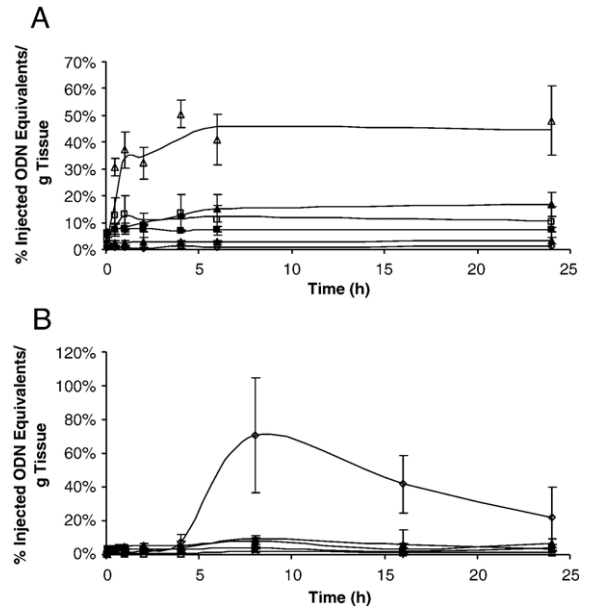 A
% Injected ODN Equivalents/
g Tissue
70%
60%
50%
40%
30%
20%
10%
0%
0 5 10 15 20 25
Time (h)
B
% Injected ODN Equivalents/
g Tissue
120%
100%
80%
60%
40%
20%
0%
0 5 10 15 20 25
Time (h)